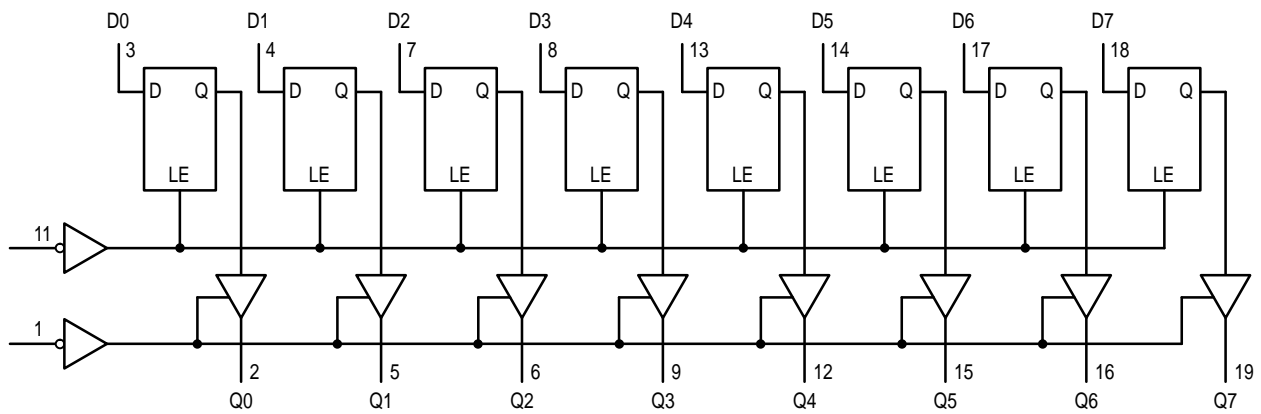 D0 D1 D2 D3 D4 D5 D6 D7
3 4 7 8 13 14 17 18
D Q D Q D Q D Q D Q D Q D Q D Q
LE LE LE LE LE LE LE LE
11
1
2 5 6 9 12 15 16 19
Q0 Q1 Q2 Q3 Q4 Q5 Q6 Q7